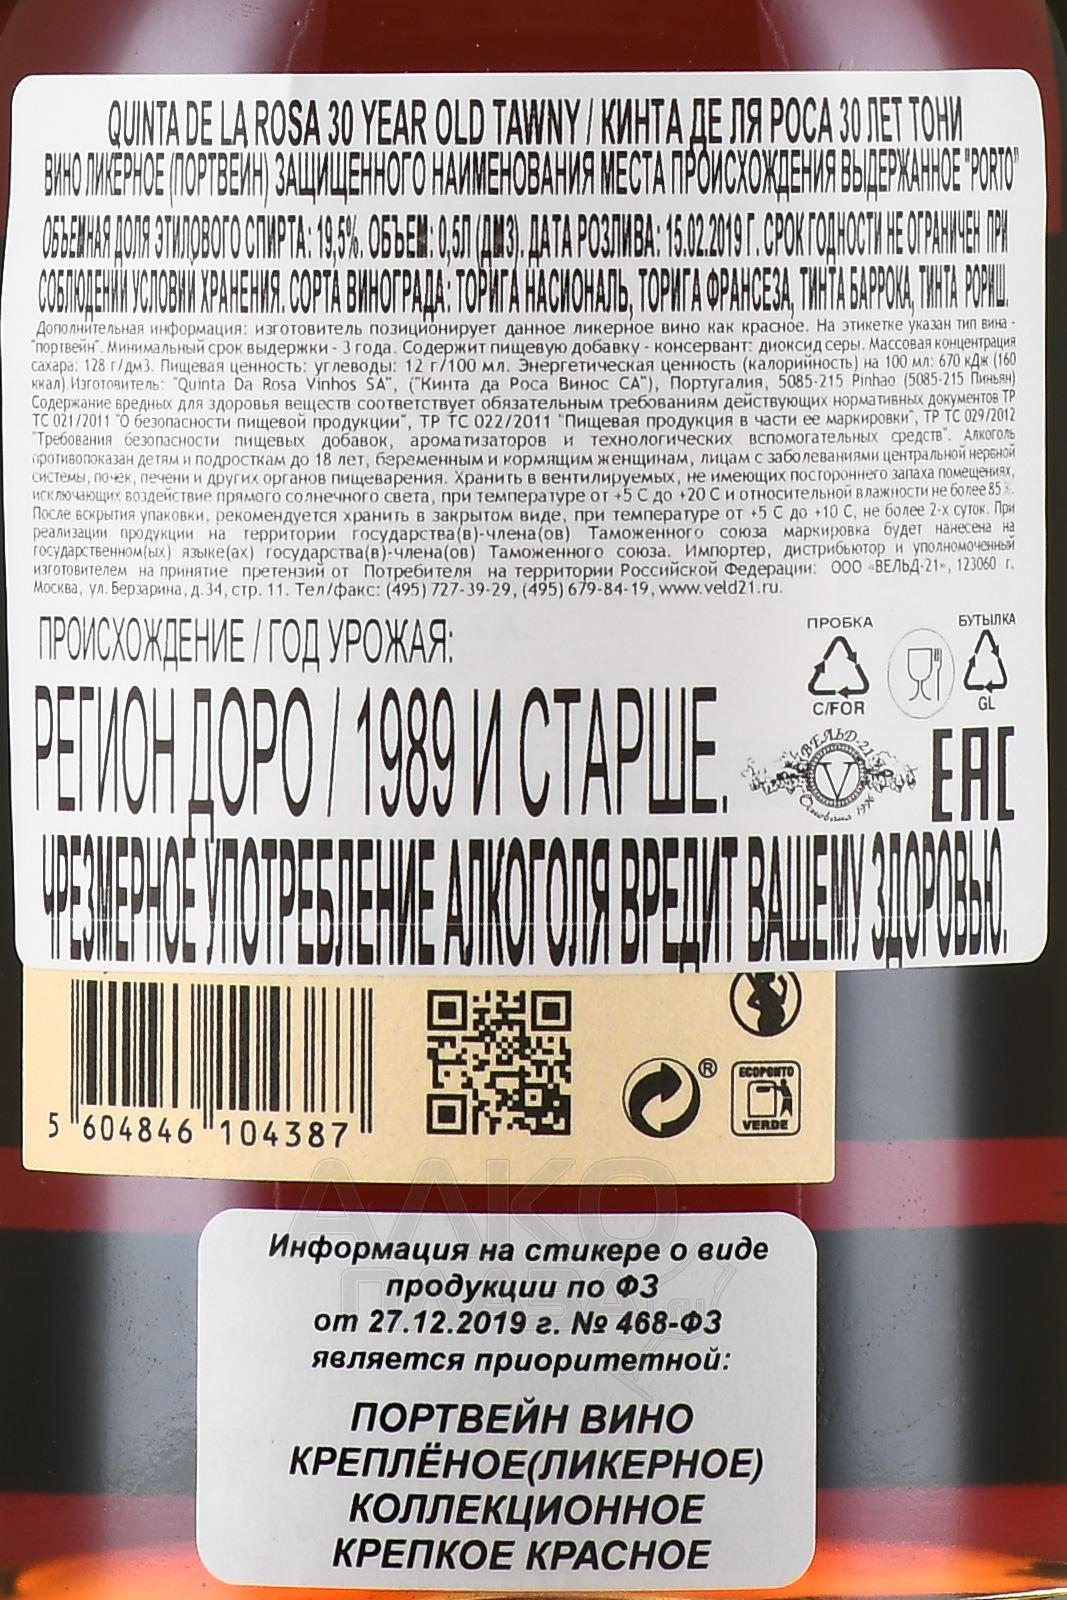 QUINTA DE LA ROSA 30 YEAR OLD TAWNY / КИНТА ДЕ ЛЯ РОСА 30 ЛЕТ ТОНИ
ВИНО ЛИКЕРНОЕ (ПОРТВЕЙН) ЗАЩИЩЕННОГО НАИМЕНОВАНИЯ МЕСТА ПРОИСХОЖДЕНИЯ ВЫДЕРЖАННОЕ "PORTO"
ОБЪЕМНАЯ ДОЛЯ ЭТИЛОВОГО СПИРТА: 19,5%. ОБЪЕМ: 0,5Л (ДМ3). ДАТА РОЗЛИВА: 15.02.2019 Г. СРОК ГОДНОСТИ НЕ ОГРАНИЧЕН ПРИ
СОБЛЮДЕНИИ УСЛОВИЙ ХРАНЕНИЯ. СОРТА ВИНОГРАДА: ТОРИГА НАСИОНАЛЬ, ТОРИГА ФРАНСЕЗА, ТИНТА БАРРОКА, ТИНТА РОРИШ.
Дополнительная информация: изготовитель позиционирует данное ликерное вино как красное. На этикетке указан тип вина -
"портвейн". Минимальный срок выдержки - 3 года. Содержит пищевую добавку - консервант: диоксид серы. Массовая концентрация
сахара: 128 г/дм3. Пищевая ценность: углеводы: 12 г/100 мл. Энергетическая ценность (калорийность) на 100 мл: 670 кДж (160
ккал).Изготовитель: "Quinta Da Rosa Vinhos SA", ("Кинта да Роса Винос СА"), Португалия, 5085-215 Pinhao (5085-215 Пиньян)
Содержание вредных для здоровья веществ соответствует обязательным требованиям действующих нормативных документов ТР
ТС 021/2011 "О безопасности пищевой продукции", ТР ТС 022/2011 "Пищевая продукция в части ее маркировки", ТР ТС 029/2012
"Требования безопасности пищевых добавок, ароматизаторов и технологических вспомогательных средств". Алкоголь
противопоказан детям и подросткам до 18 лет, беременным и кормящим женщинам, лицам с заболеваниями центральной нервной
системы, почек, печени и других органов пищеварения. Хранить в вентилируемых, не имеющих постороннего запаха помещениях,
исключающих воздействие прямого солнечного света, при температуре от +5 С до +20 С и относительной влажности не более 85%.
После вскрытия упаковки, рекомендуется хранить в закрытом виде, при температуре от +5 С до +10 С, не более 2-х суток. При
реализации продукции на территории государства(в)-члена(ов) Таможенного союза маркировка будет нанесена на
государственном(ых) языке(ах) государства(в)-члена(ов) Таможенного союза. Импортер, дистрибьютор и уполномоченный
изготовителем на принятие претензий от Потребителя на территории Российской Федерации: ООО «ВЕЛЬД-21», 123060 г.
Москва, ул. Берзарина, д.34, стр. 11. Тел/факс: (495) 727-39-29, (495) 679-84-19, www.veld21.ru.
ПРОИСХОЖДЕНИЕ / ГОД УРОЖАЯ:
ПРОБКА
БУТЫЛКА
C/FOR
GL
РЕГИОН ДОРО / 1989 И СТАРШЕ.
ВЕЛЬД-21
V
Основана 1996
EAC
ЧРЕЗМЕРНОЕ УПОТРЕБЛЕНИЕ АЛКОГОЛЯ ВРЕДИТ ВАШЕМУ ЗДОРОВЬЮ.
®
ECOPONTO
VERDE
5 604846 104387
АЛКО
ПЛАЗА.ru
Информация на стикере о виде
продукции по ФЗ
от 27.12.2019 г. № 468-ФЗ
является приоритетной:
ПОРТВЕЙН ВИНО
КРЕПЛЁНОЕ(ЛИКЕРНОЕ)
КОЛЛЕКЦИОННОЕ
КРЕПКОЕ КРАСНОЕ